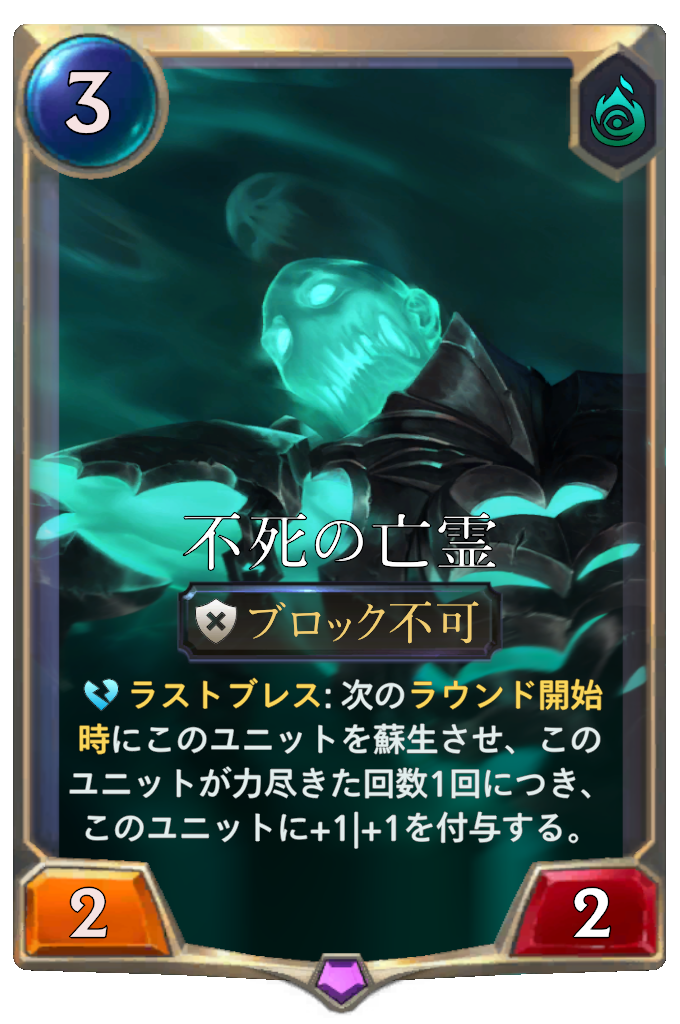 3
不死の亡霊
ブロック不可
ラストブレス: 次のラウンド開始
時にこのユニットを蘇生させ、この
ユニットが力尽きた回数1回につき、
このユニットに+1|+1を付与する。
2
2